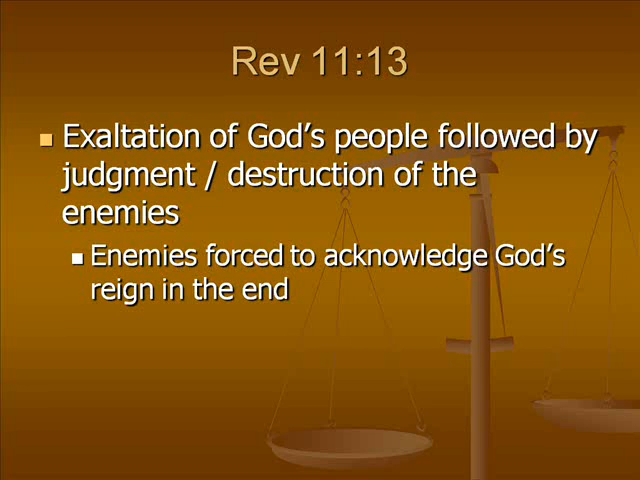 Rev 11:13
Exaltation of God’s people followed by
judgment / destruction of the
enemies
Enemies forced to acknowledge God’s
reign in the end